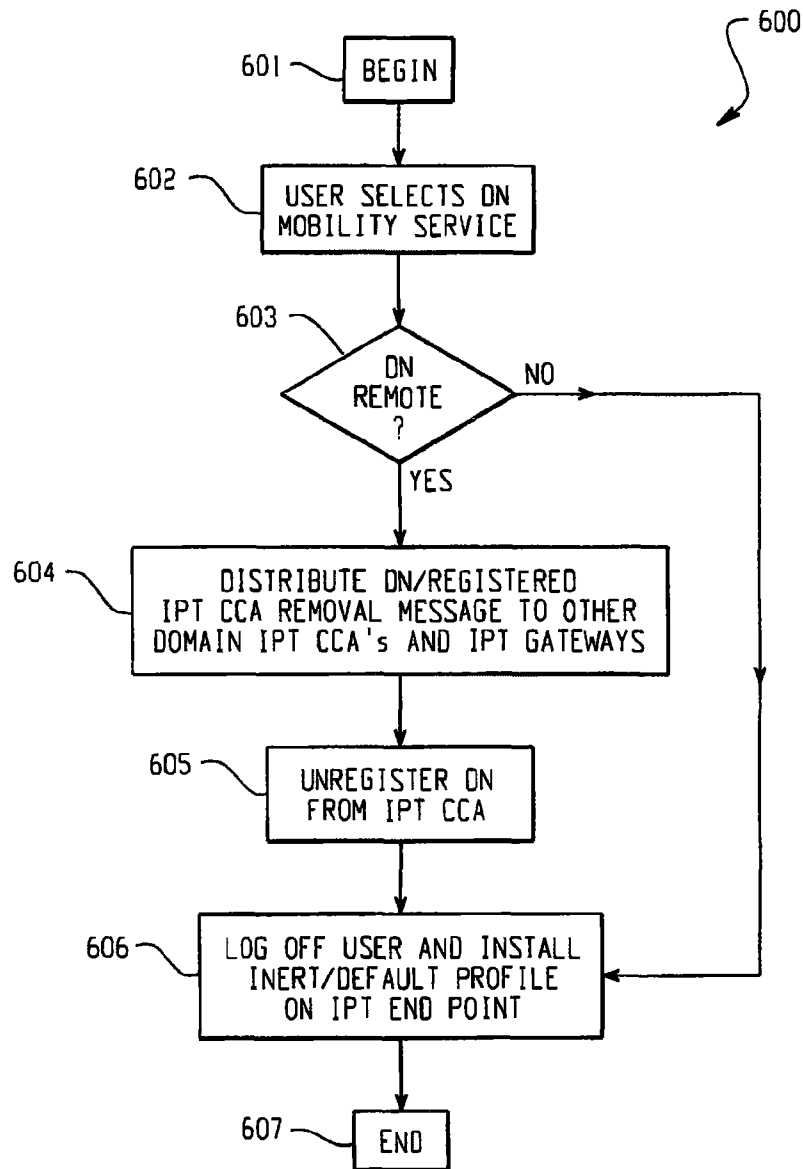 600
601
BEGIN
602
USER SELECTS ON
MOBILITY SERVICE
603
DN
REMOTE
?
NO
YES
604
DISTRIBUTE DN/REGISTERED
IPT CCA REMOVAL MESSAGE TO OTHER
DOMAIN IPT CCA's AND IPT GATEWAYS
605
UNREGISTER DN
FROM IPT CCA
606
LOG OFF USER AND INSTALL
INERT/DEFAULT PROFILE
ON IPT END POINT
607
END